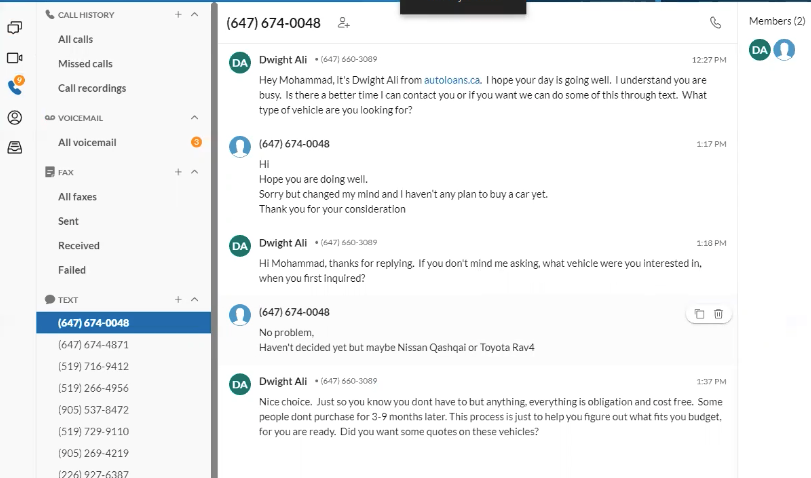 CALL HISTORY
All calls
Missed calls
Call recordings
VOICEMAIL
All voicemail 3
FAX
All faxes
Sent
Received
Failed
TEXT
(647) 674-0048
(647) 674-4871
(519) 716-9412
(519) 266-4956
(905) 537-8472
(519) 729-9110
(905) 269-4219
(226) 927-6387
9
(647) 674-0048
DA Dwight Ali • (647) 660-3089 12:27 PM
Hey Mohammad, it's Dwight Ali from autoloans.ca. I hope your day is going well. I understand you are
busy. Is there a better time I can contact you or if you want we can do some of this through text. What
type of vehicle are you looking for?
(647) 674-0048 1:17 PM
Hi
Hope you are doing well.
Sorry but changed my mind and I haven't any plan to buy a car yet.
Thank you for your consideration
DA Dwight Ali • (647) 660-3089 1:18 PM
Hi Mohammad, thanks for replying. If you don't mind me asking, what vehicle were you interested in,
when you first inquired?
(647) 674-0048
No problem,
Haven't decided yet but maybe Nissan Qashqai or Toyota Rav4
DA Dwight Ali • (647) 660-3089 1:37 PM
Nice choice. Just so you know you dont have to but anything, everything is obligation and cost free. Some
people dont purchase for 3-9 months later. This process is just to help you figure out what fits you budget,
for you are ready. Did you want some quotes on these vehicles?
Members (2)
DA